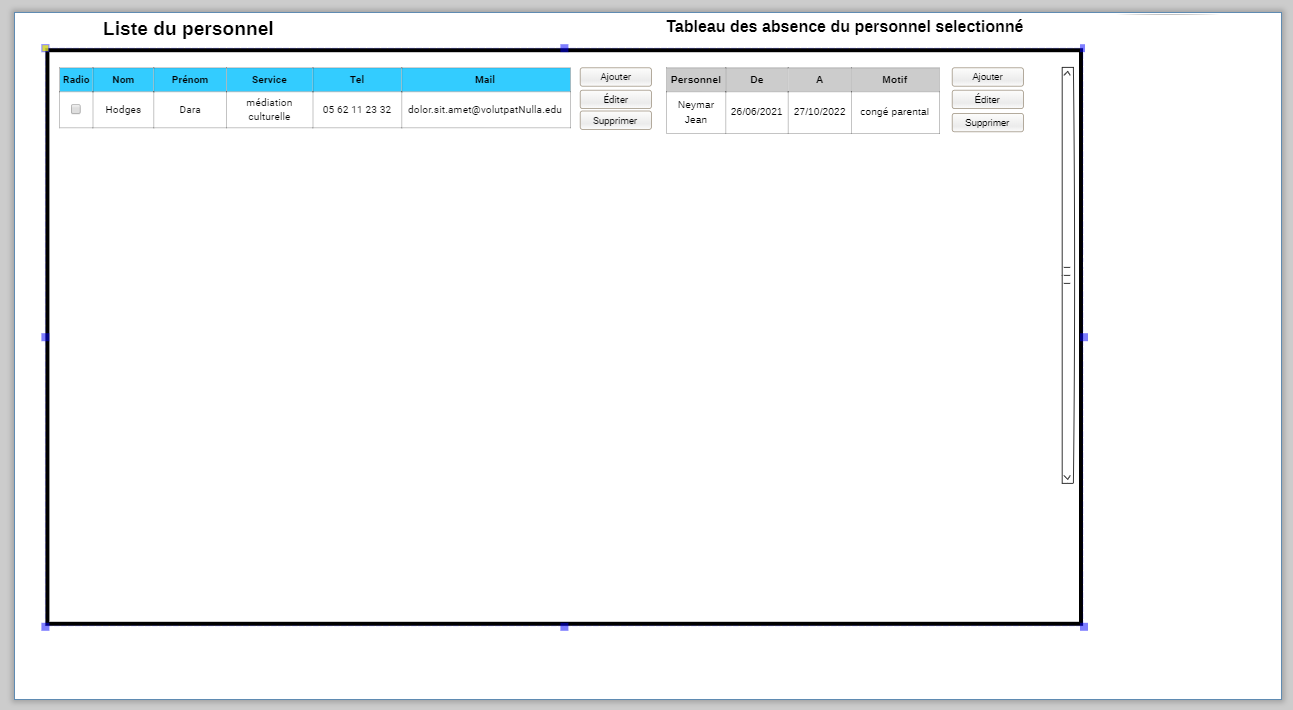 Liste du personnel
Tableau des absence du personnel selectionné
Radio Nom Prénom Service Tel Mail
Hodges Dara médiation culturelle 05 62 11 23 32 dolor.sit.amet@volutpatNulla.edu
Ajouter
Éditer
Supprimer
Personnel De A Motif
Neymar Jean 26/06/2021 27/10/2022 congé parental
Ajouter
Éditer
Supprimer